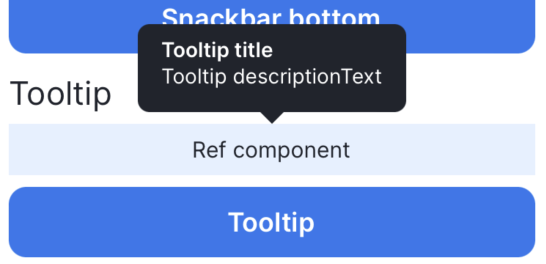 Snackbar bottom
Tooltip title
Tooltip descriptionText
Tooltip
Ref component
Tooltip